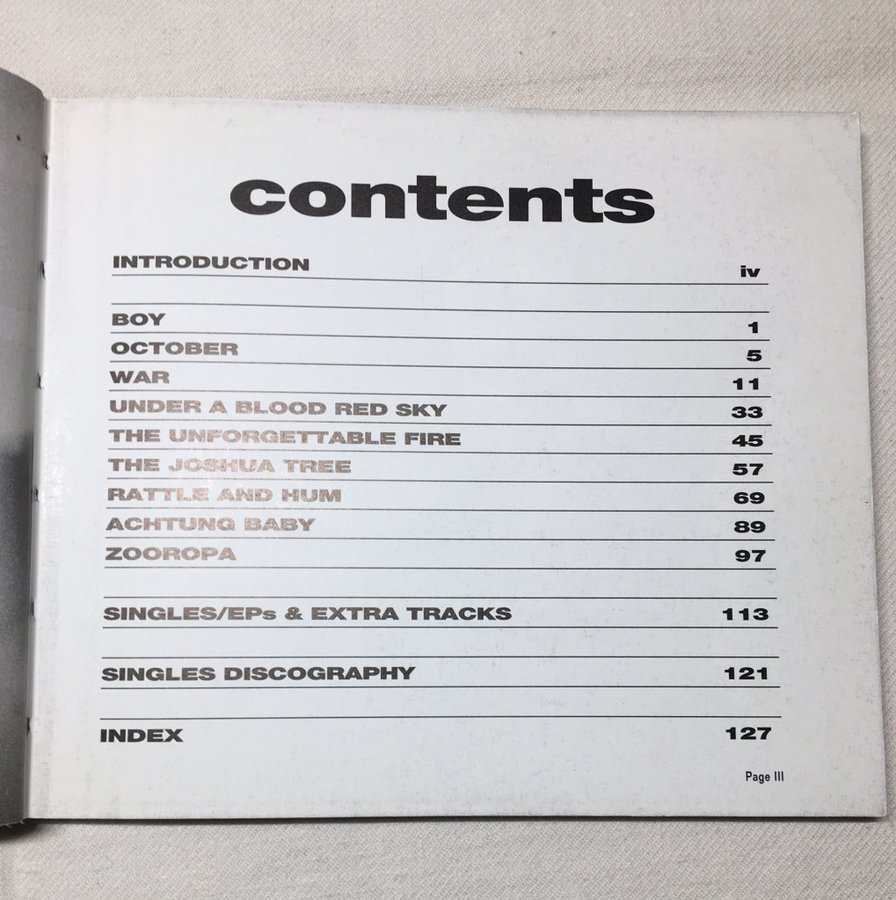 contents
INTRODUCTION iv
BOY 1
OCTOBER 5
WAR 11
UNDER A BLOOD RED SKY 33
THE UNFORGETTABLE FIRE 45
THE JOSHUA TREE 57
RATTLE AND HUM 69
ACHTUNG BABY 89
ZOOROPA 97
SINGLES/EPs & EXTRA TRACKS 113
SINGLES DISCOGRAPHY 121
INDEX 127
Page III